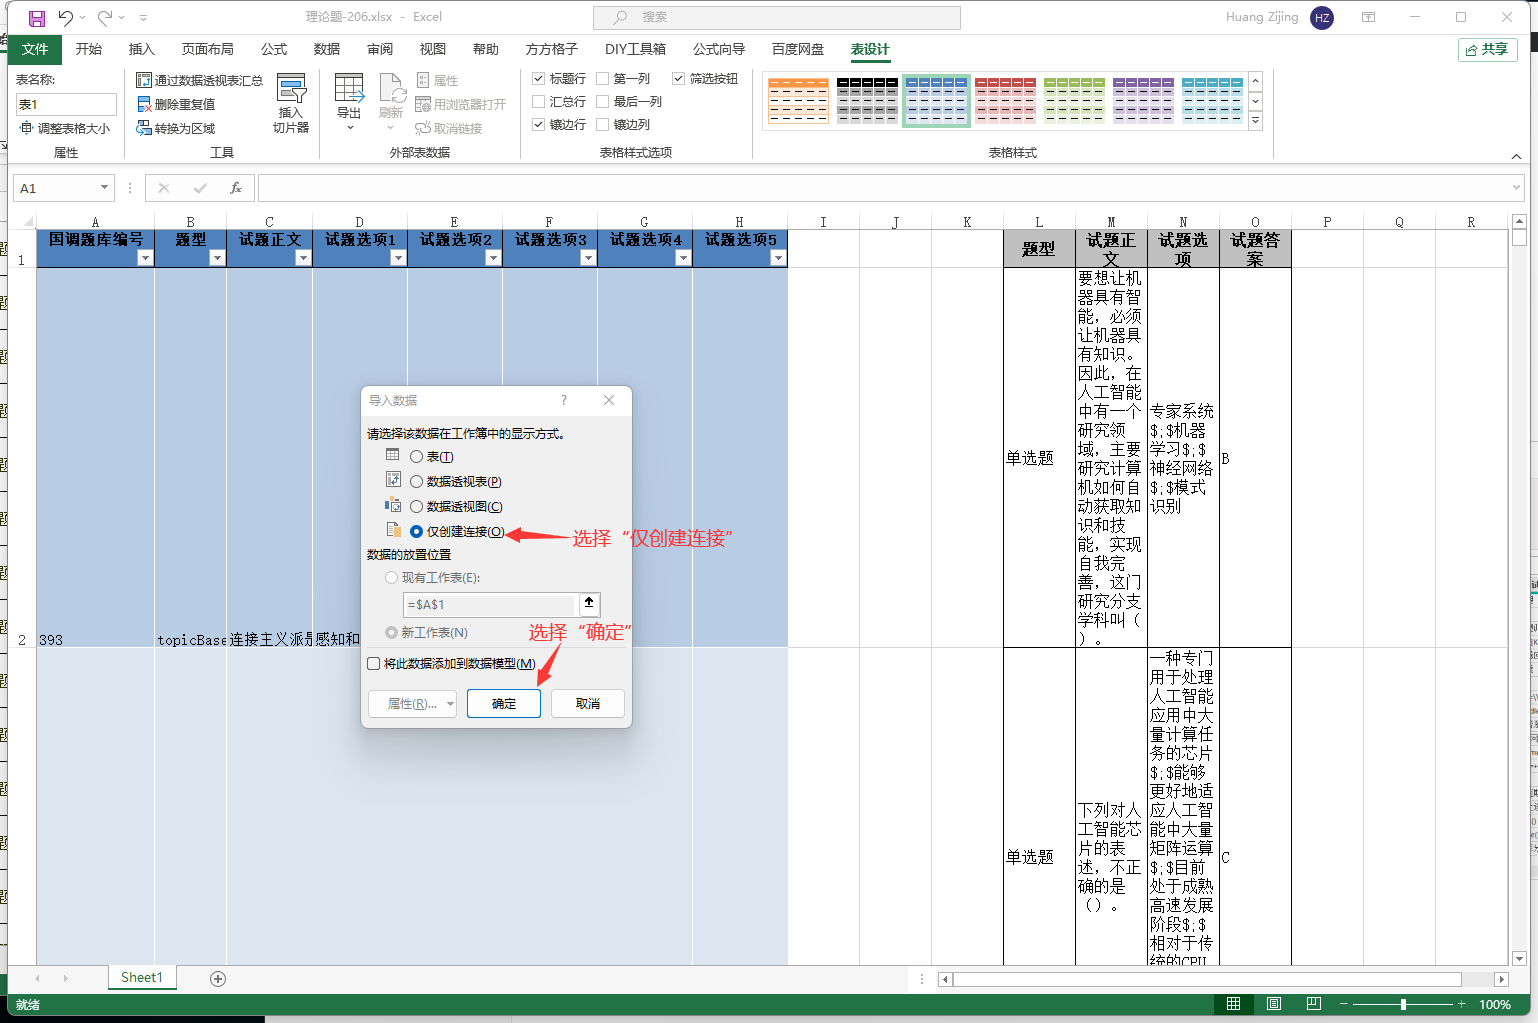 理论题-206.xlsx - Excel
搜索
Huang Zijing
HZ
文件 开始 插入 页面布局 公式 数据 审阅 视图 帮助 方方格子 DIY工具箱 公式向导 百度网盘 表设计
共享
表名称:
表1
调整表格大小
属性
通过数据透视表汇总
删除重复值
转换为区域
插入
切片器
工具
导出
刷新
属性
用浏览器打开
取消链接
外部表数据
标题行 第一列 筛选按钮
汇总行 最后一列
镶边行 镶边列
表格样式选项
表格样式
A1
fx
A B C D E F G H I J K L M N O P Q R
1
国调题库编号 题型 试题正文 试题选项1 试题选项2 试题选项3 试题选项4 试题选项5
题型
试题正
文
试题选
项
试题答
案
2
393
topicBase
连接主义派是
感知和
单选题
要想让机
器具有智
能，必须
让机器具
有知识。
因此，在
人工智能
中有一个
研究领
域，主要
研究计算
机如何自
动获取知
识和技
能，实现
自我完
善，这门
研究分支
学科叫（
）。
专家系统
$;$机器
学习$;$
神经网络
$;$模式
识别
B
单选题
下列对人
工智能芯
片的表
述，不正
确的是
（）。
一种专门
用于处理
人工智能
应用中大
量计算任
务的芯片
$;$能够
更好地适
应人工智
能中大量
矩阵运算
$;$目前
处于成熟
高速发展
阶段$;$
相对于传
统的CPU
C
导入数据
?
请选择该数据在工作簿中的显示方式。
表(T)
数据透视表(P)
数据透视图(C)
仅创建连接(O)
选择“仅创建连接”
数据的放置位置
现有工作表(E):
=$A$1
新工作表(N)
选择“确定”
将此数据添加到数据模型(M)
属性(R)...
确定
取消
Sheet1
就绪
100%